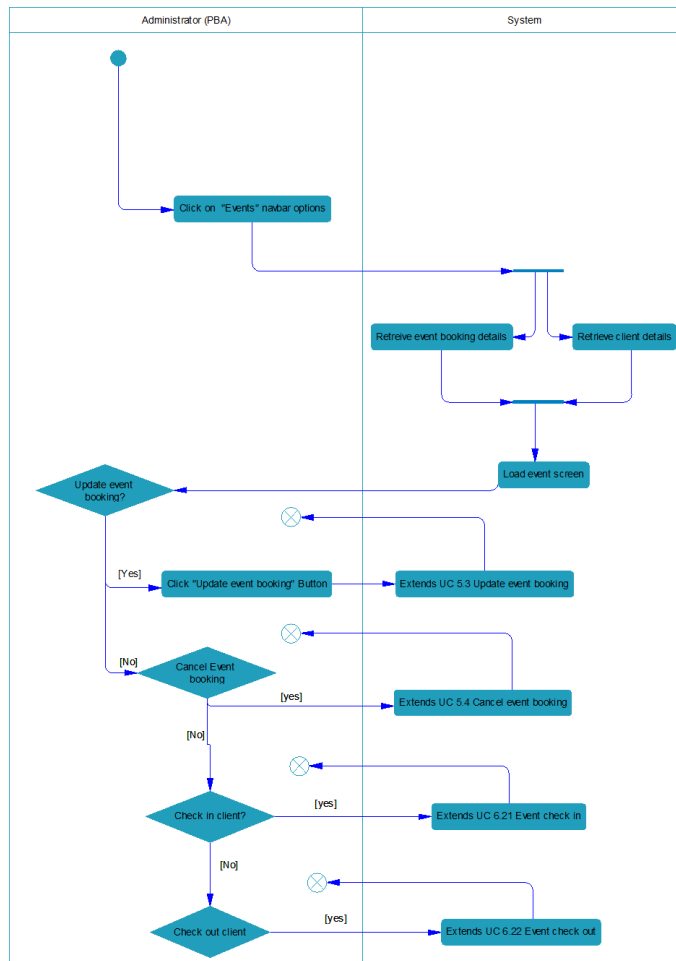 Administrator (PBA)
System
Click on "Events" navbar options
Retreive event booking details
Retrieve client details
Load event screen
Update event
booking?
[Yes]
Click "Update event booking" Button
Extends UC 5.3 Update event booking
[No]
Cancel Event
booking
[yes]
Extends UC 5.4 Cancel event booking
[No]
Check in client?
[yes]
Extends UC 6.21 Event check in
[No]
Check out client
[yes]
Extends UC 6.22 Event check out